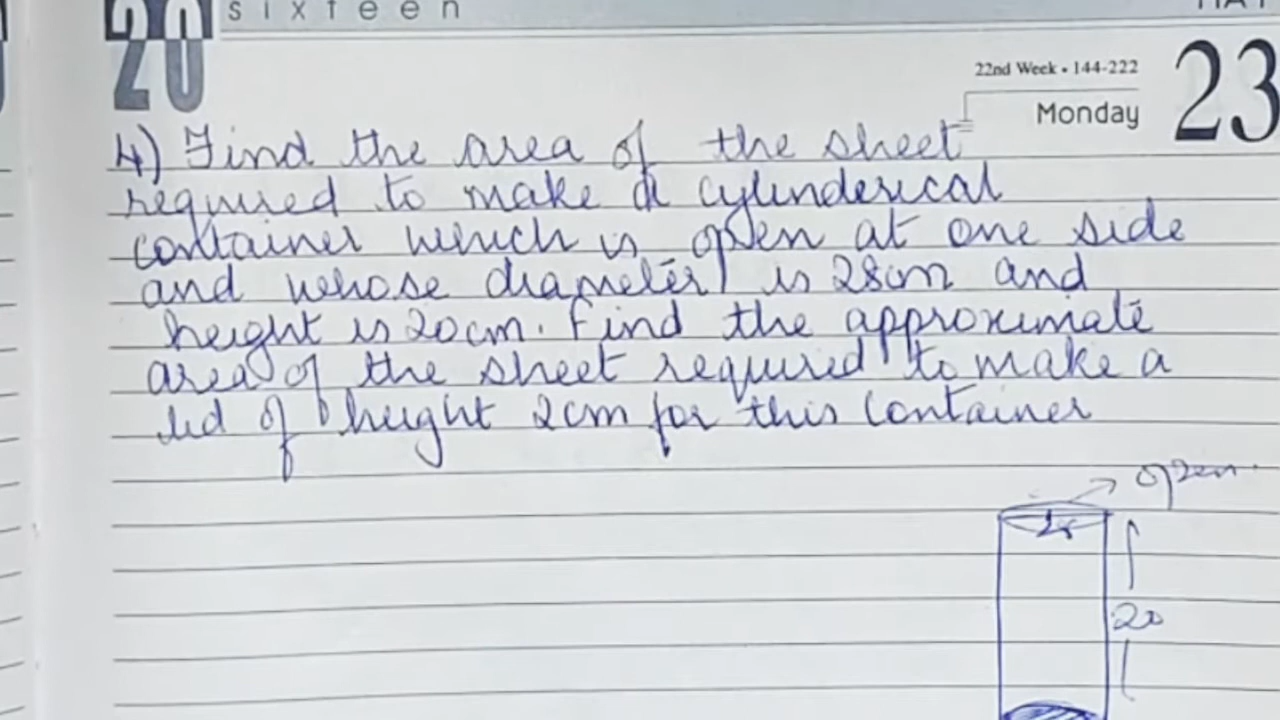 20 sixteen
22nd Week • 144-222
Monday 23
4) Find the area of the sheet
required to make a cylinderical
container which is open at one side
and whose diameter is 28cm and
height is 20cm. Find the approximate
area of the sheet required to make a
lid of height 2cm for this container
open.
28
20